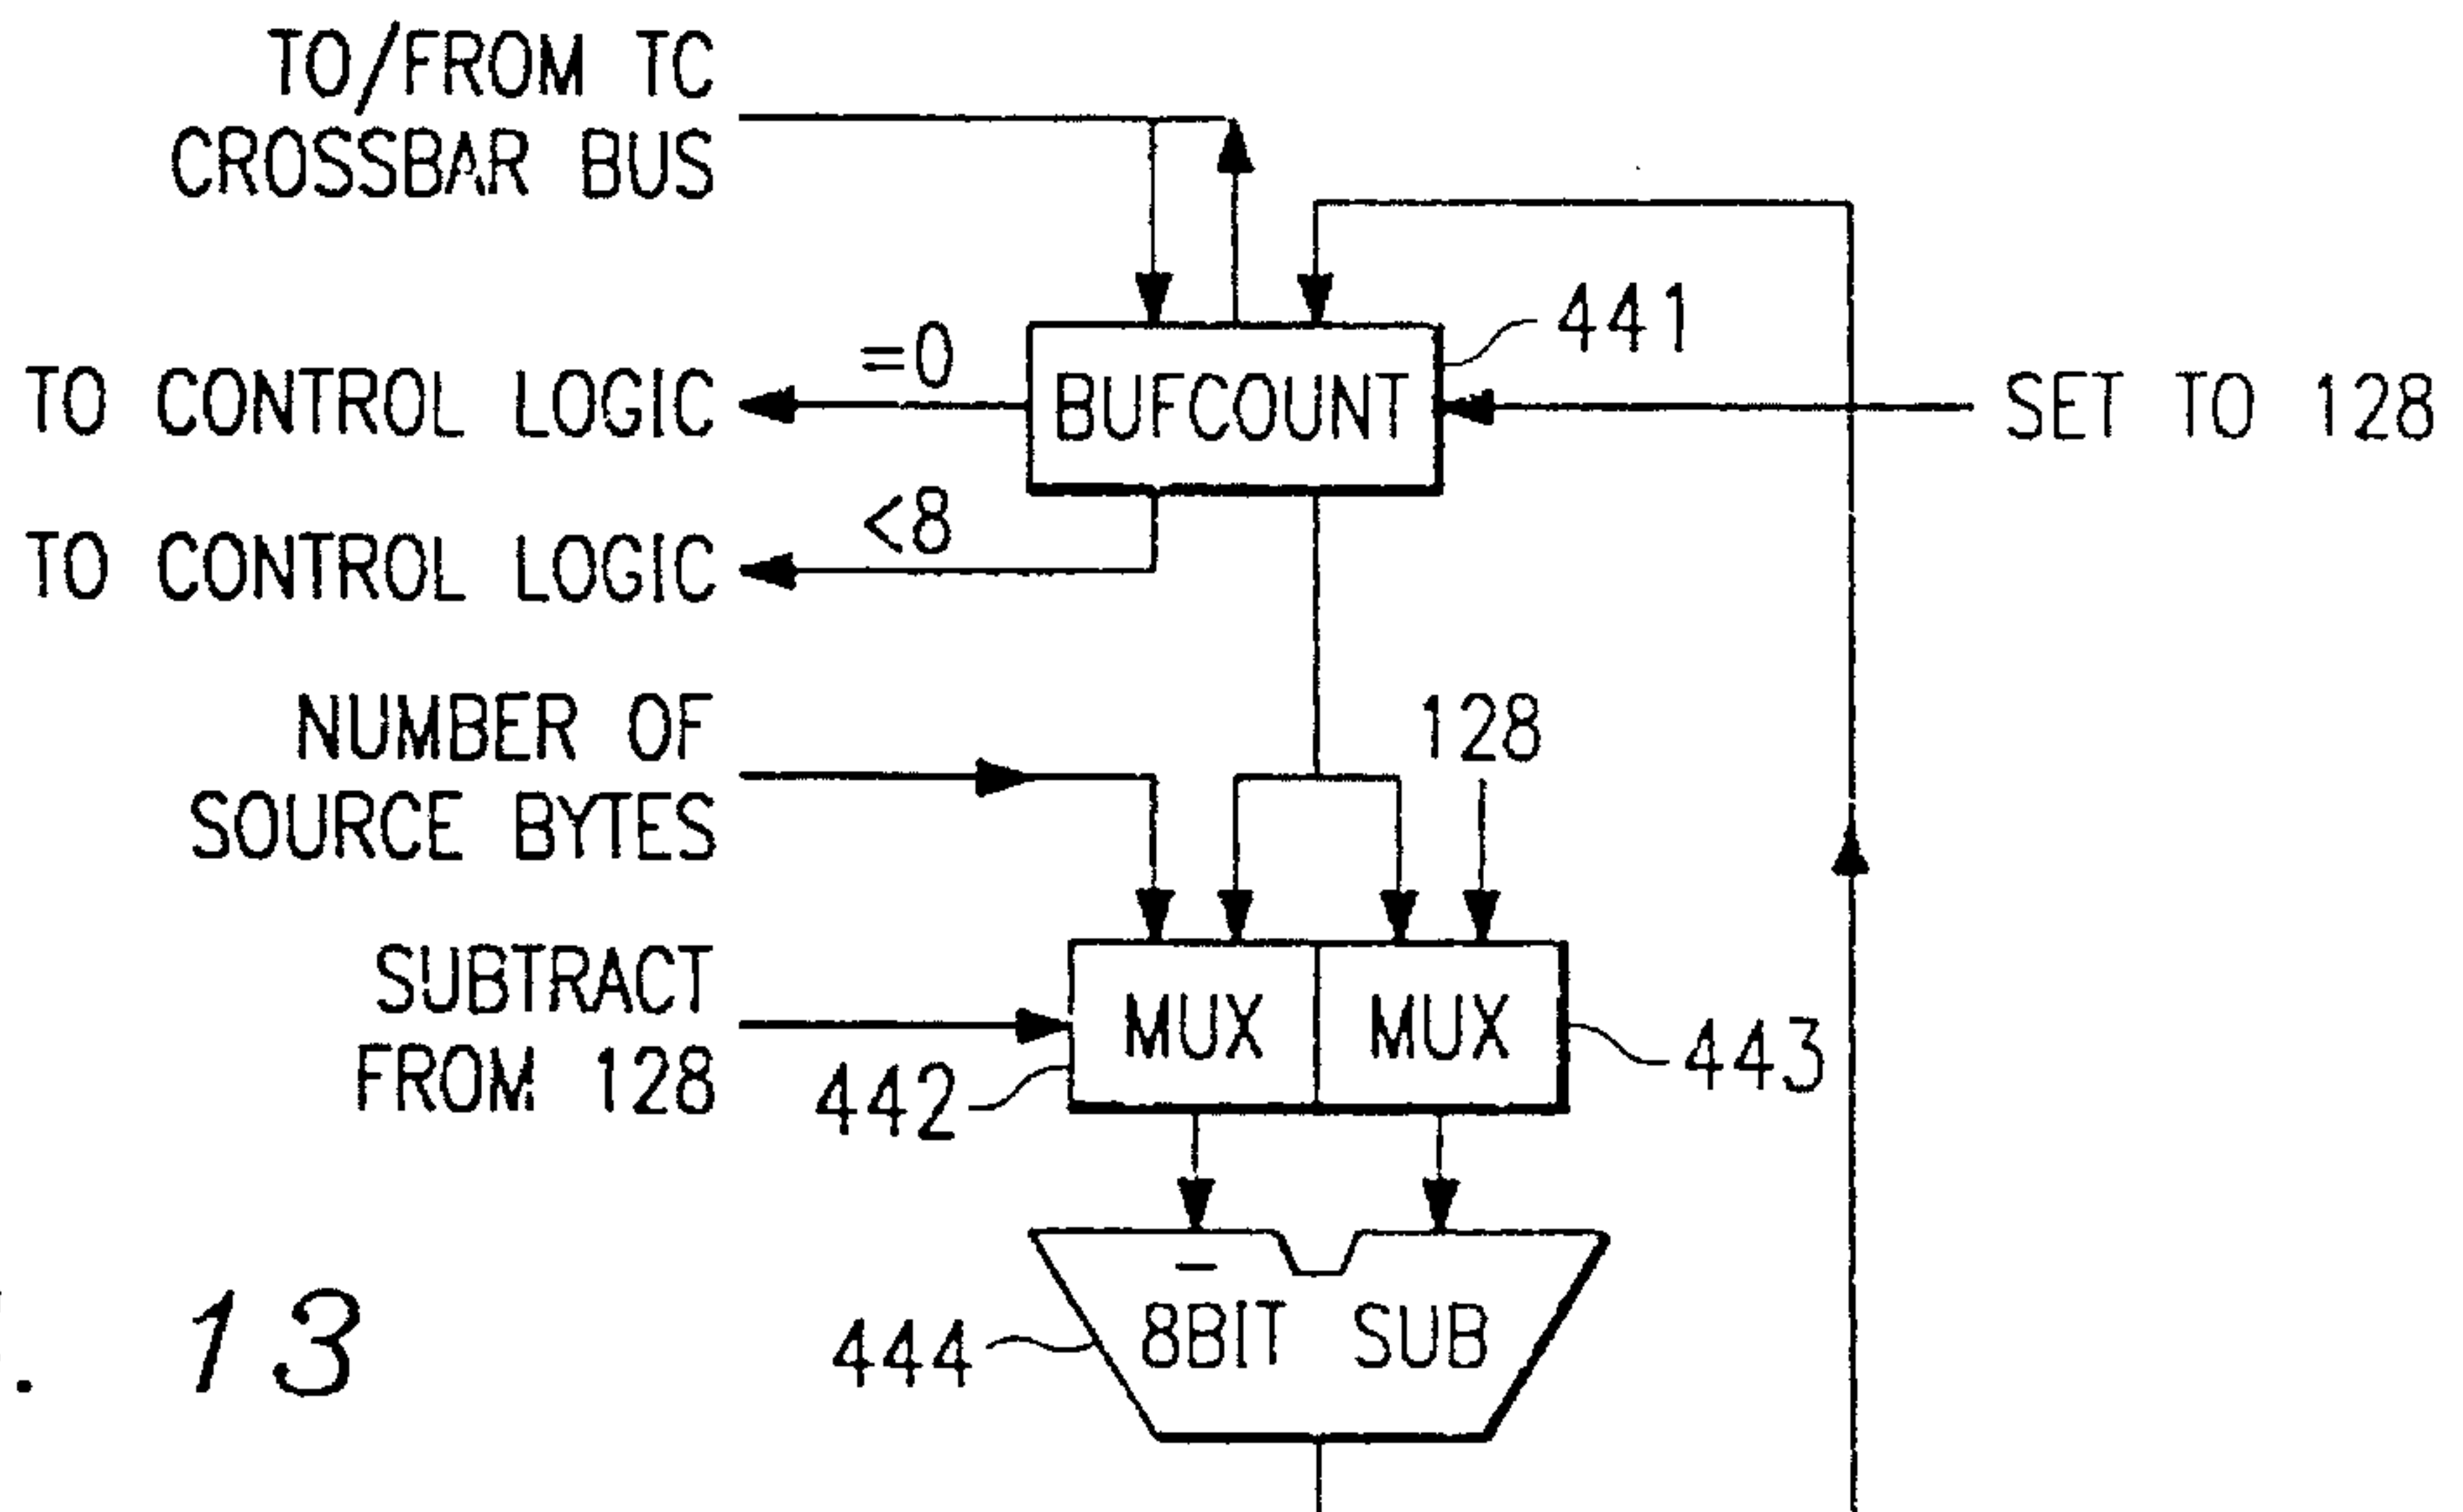 TO/FROM TC
CROSSBAR BUS
=0
441
TO CONTROL LOGIC
BUFCOUNT
SET TO 128
<8
TO CONTROL LOGIC
NUMBER OF
SOURCE BYTES
128
SUBTRACT
FROM 128
MUX
MUX
442
443
–
8BIT SUB
444
. 13